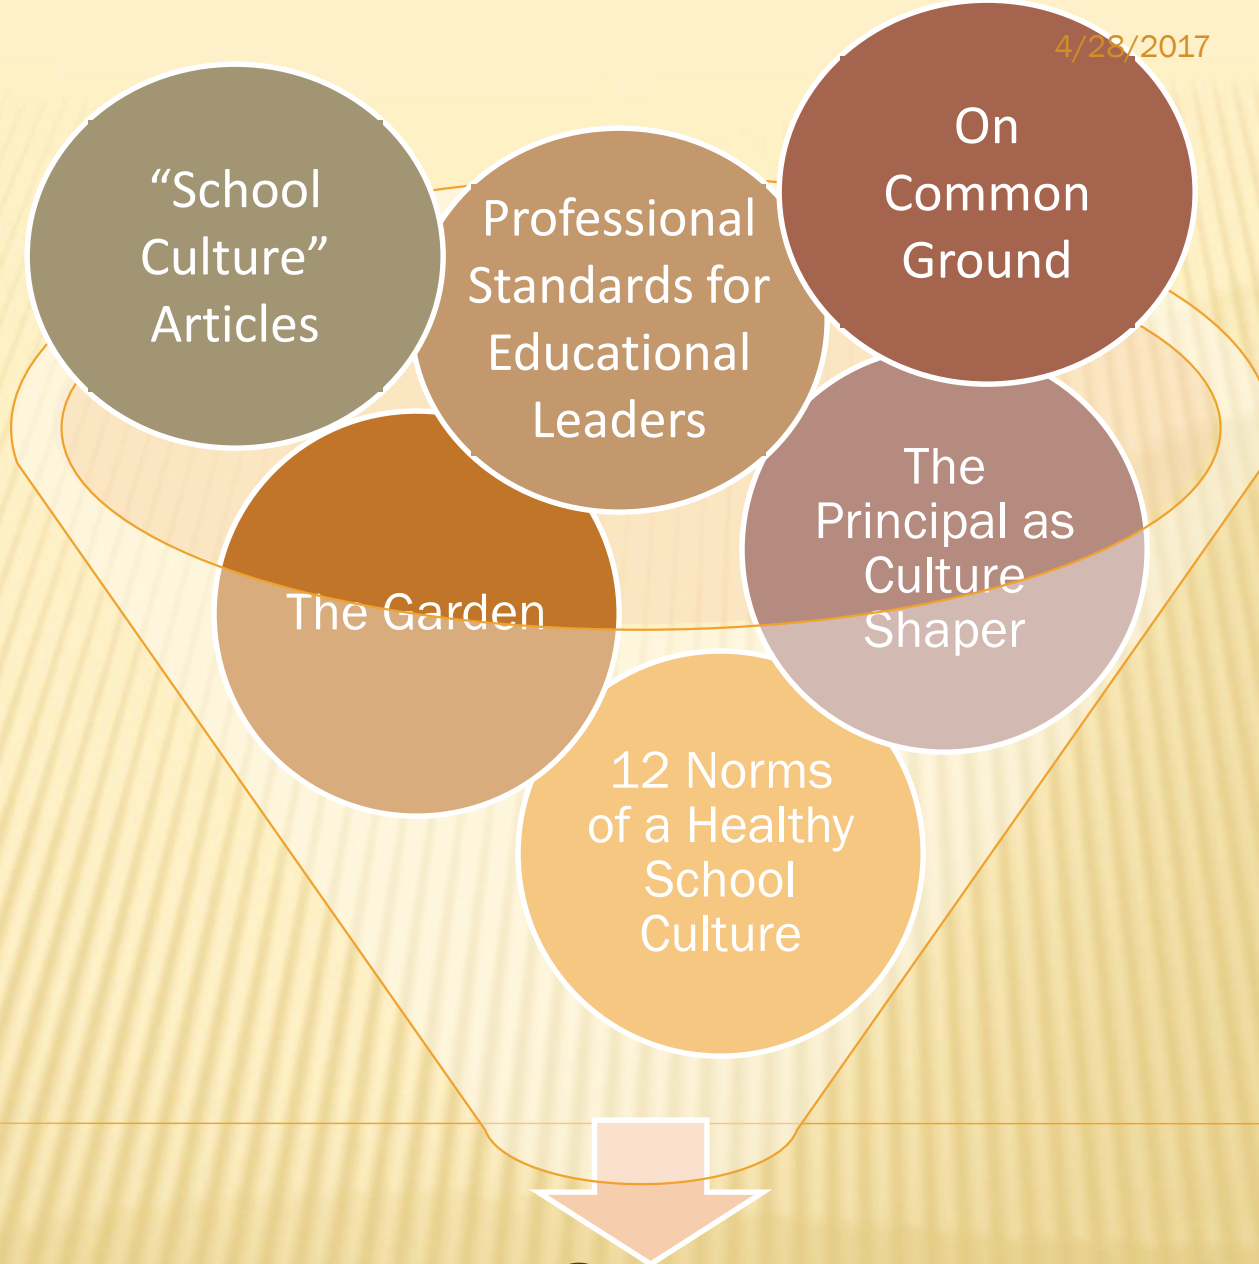 4/28/2017
“School
Culture”
Articles
Professional
Standards for
Educational
Leaders
On
Common
Ground
The Garden
The
Principal as
Culture
Shaper
12 Norms
of a Healthy
School
Culture